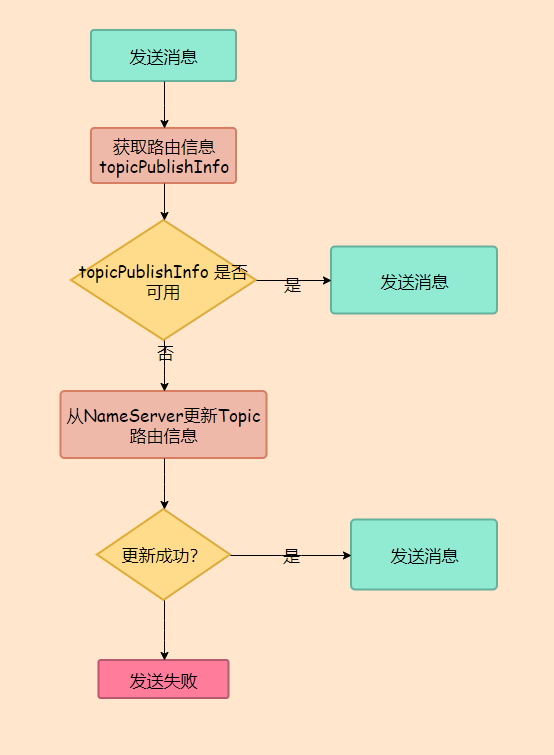 发送消息
获取路由信息
topicPublishInfo
topicPublishInfo 是否
可用
是
发送消息
否
从NameServer更新Topic
路由信息
更新成功?
是
发送消息
发送失败